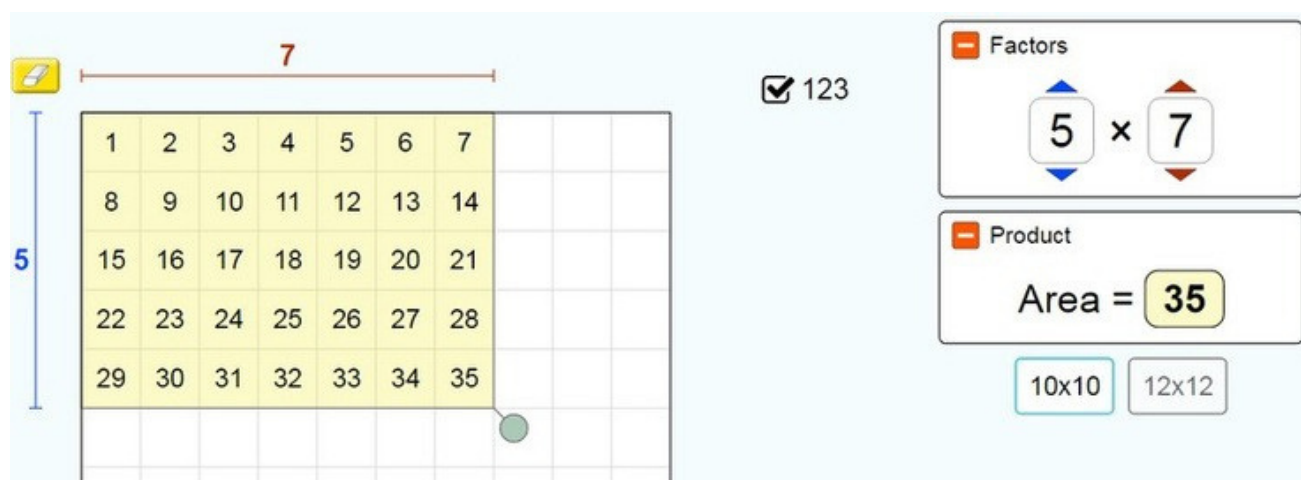 7
123
1 2 3 4 5 6 7
8 9 10 11 12 13 14
5
15 16 17 18 19 20 21
22 23 24 25 26 27 28
29 30 31 32 33 34 35
Factors
5 × 7
Product
Area = 35
10x10 12x12